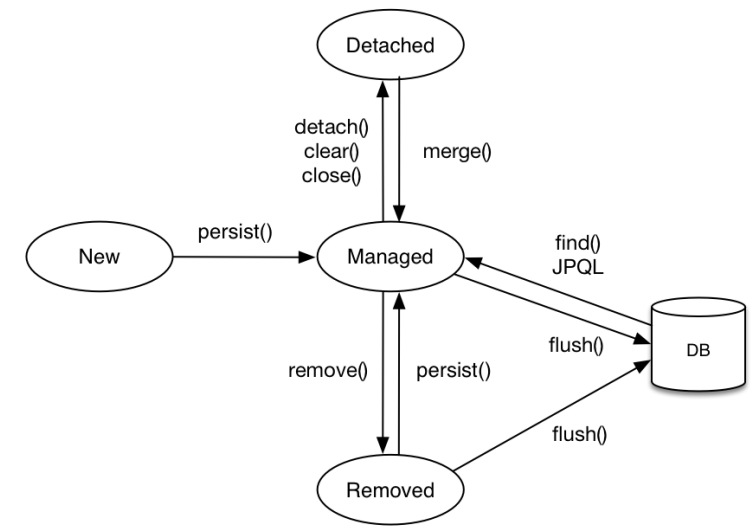 Detached
detach()
clear()
close()
merge()
persist()
New
Managed
find()
JPQL
flush()
DB
remove()
persist()
flush()
Removed